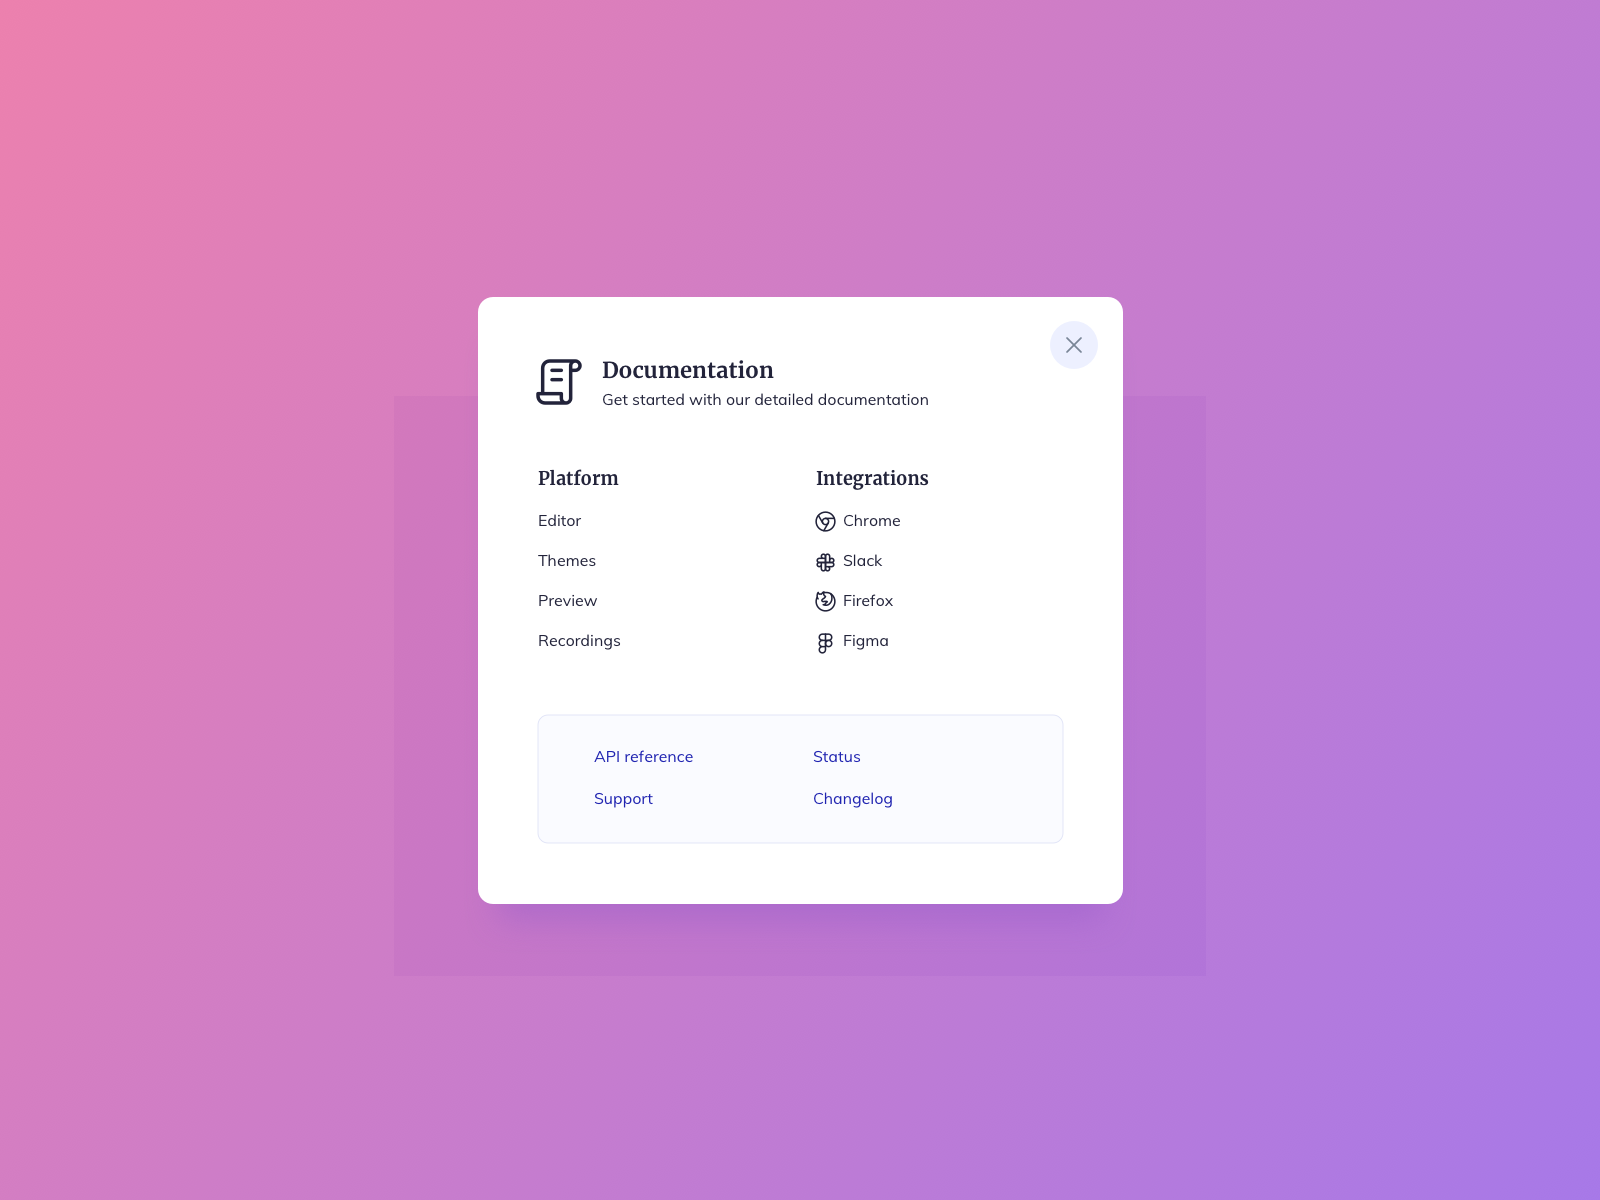 Documentation
Get started with our detailed documentation
Platform
Editor
Themes
Preview
Recordings
Integrations
Chrome
Slack
Firefox
Figma
API reference
Status
Support
Changelog